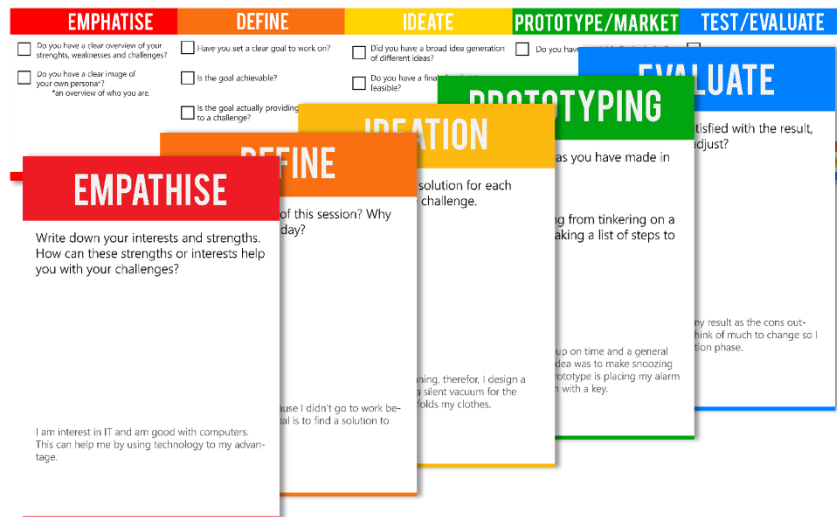 EMPHATISE
DEFINE
IDEATE
PROTOTYPE/MARKET
TEST/EVALUATE
Do you have a clear overview of your
strenghts, weaknesses and challenges?
Do you have a clear image of
your own persona*?
*an overview of who you are.
Have you set a clear goal to work on?
Is the goal achievable?
Is the goal actually providing
to a challenge?
Did you have a broad idea generation
of different ideas?
Do you have a final
feasible?
Do you have
EMPATHISE
Write down your interests and strengths.
How can these strengths or interests help
you with your challenges?
I am interest in IT and am good with computers.
This can help me by using technology to my advan-
tage.
DEFINE
of this session? Why
day?
ause I didn't go to work be-
al is to find a solution to
IDEATION
solution for each
challenge.
ning, therefor, I design a
a silent vacuum for the
folds my clothes.
PROTOTYPING
as you have made in
ng from tinkering on a
aking a list of steps to
up on time and a general
dea was to make snoozing
rototype is placing my alarm
n with a key.
EVALUATE
tisfied with the result,
adjust?
ny result as the cons out-
hink of much to change so I
tion phase.